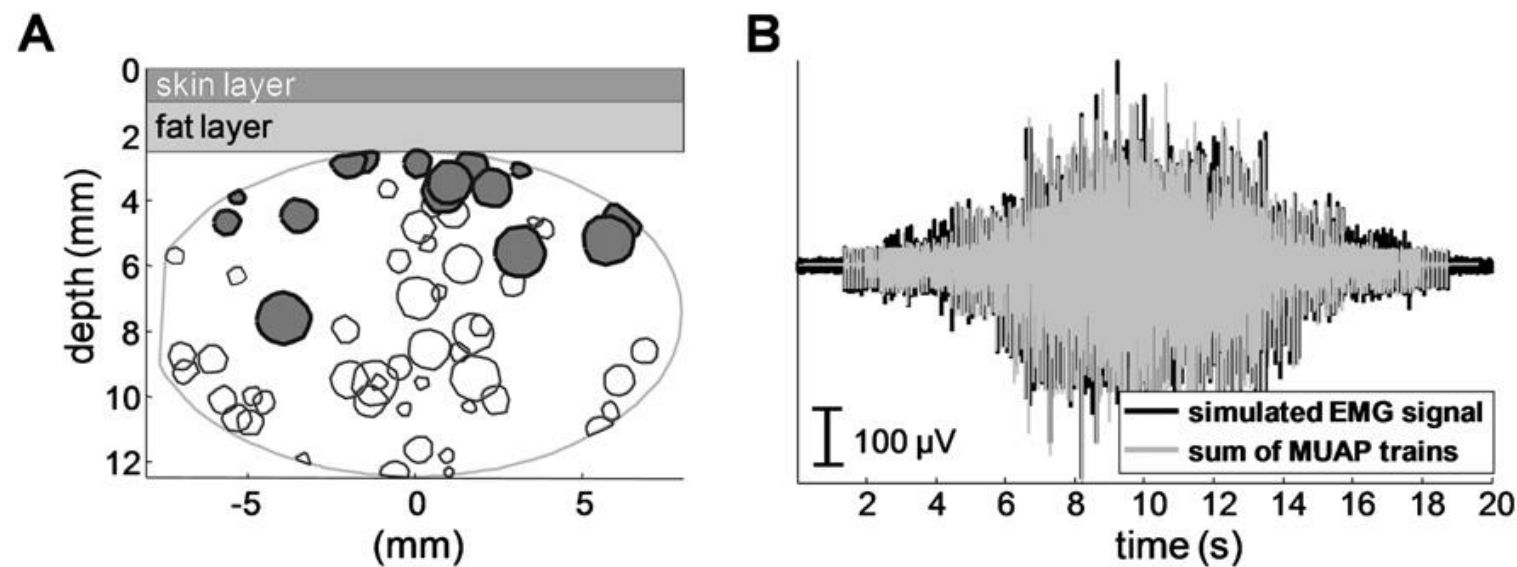 A
B
0
skin layer
fat layer
2
4
6
8
10
12
depth (mm)
-5
0
5
(mm)
100 µV
simulated EMG signal
sum of MUAP trains
2
4
6
8
10
12
14
16
18
20
time (s)